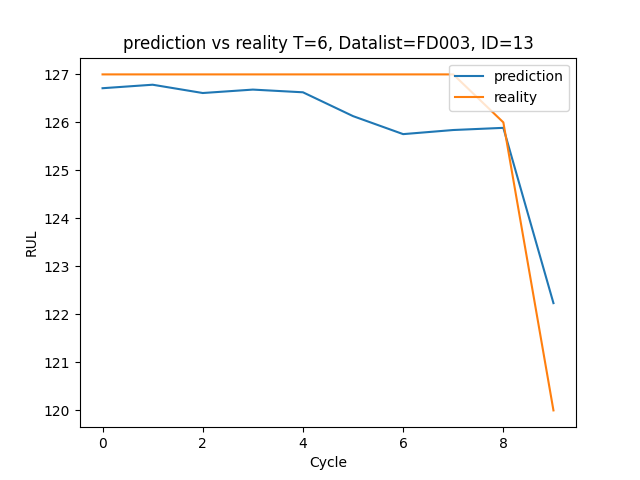 prediction vs reality T=6, Datalist=FD003, ID=13
127
126
125
124
123
122
121
120
RUL
prediction
reality
0 2 4 6 8
Cycle